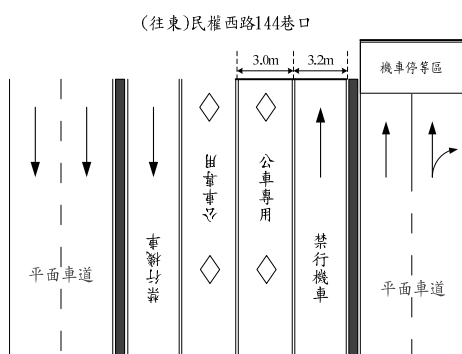 (往東)民權西路144巷口
3.0m
3.2m
機車停等區
平面車道
禁行機車
公車專用
公車專用
禁行機車
平面車道